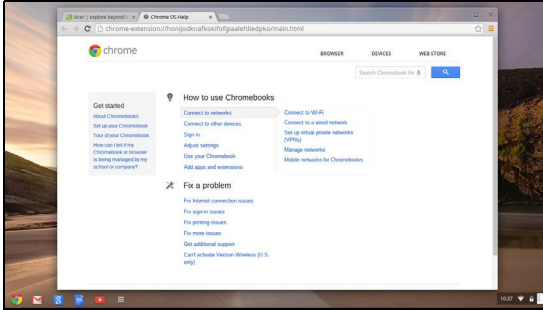 Acer | explore beyond li
Chrome OS Help
chrome-extension://honijodknafkokifofgiaalefdiedpko/main.html
chrome
BROWSER DEVICES WEB STORE
Search Chromebook He
Get started
About Chromebooks
Set up your Chromebook
Tour of your Chromebook
How can I tell if my
Chromebook or browser
is being managed by my
school or company?
How to use Chromebooks
Connect to networks
Connect to other devices
Sign in
Adjust settings
Use your Chromebook
Add apps and extensions
Connect to Wi-Fi
Connect to a wired network
Set up virtual private networks
(VPNs)
Manage networks
Mobile networks for Chromebooks
Fix a problem
Fix Internet connection issues
Fix sign-in issues
Fix printing issues
Fix more issues
Get additional support
Can't activate Verizon Wireless (U.S.
only)
8
10:37